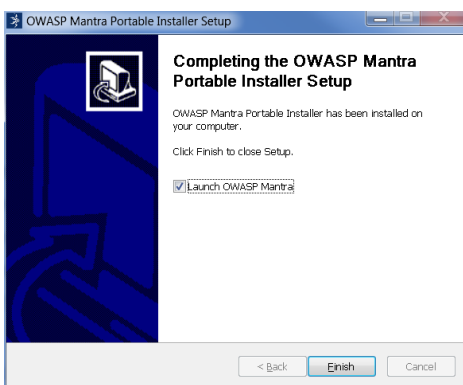 OWASP Mantra Portable Installer Setup
Completing the OWASP Mantra
Portable Installer Setup
OWASP Mantra Portable Installer has been installed on
your computer.
Click Finish to close Setup.
Launch OWASP Mantra
< Back Finish Cancel